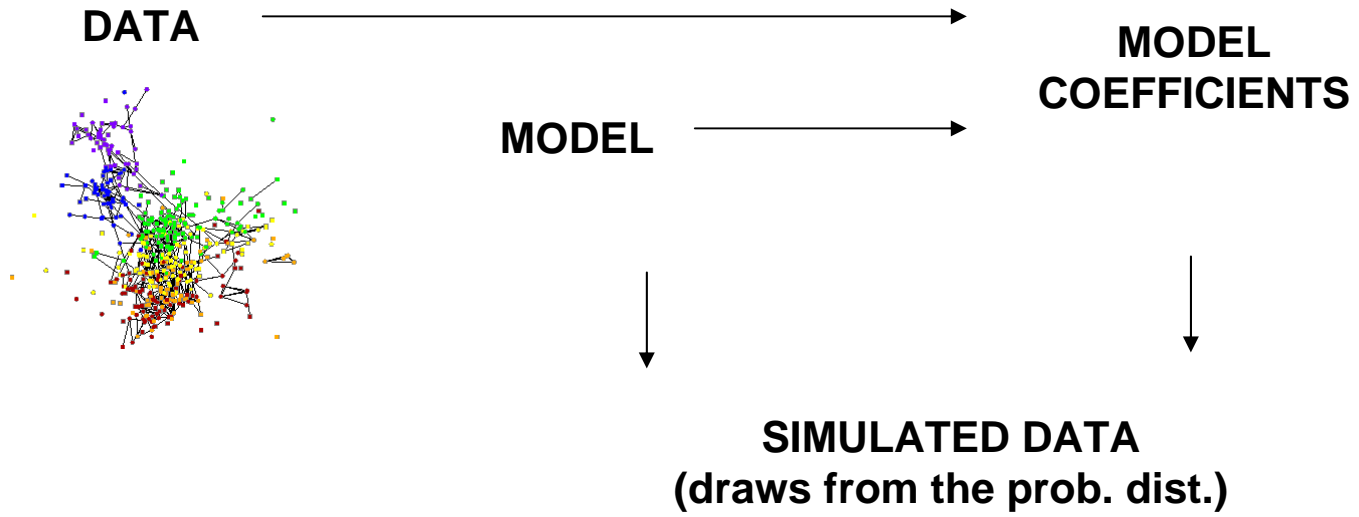 DATA
MODEL
COEFFICIENTS
MODEL
SIMULATED DATA
(draws from the prob. dist.)